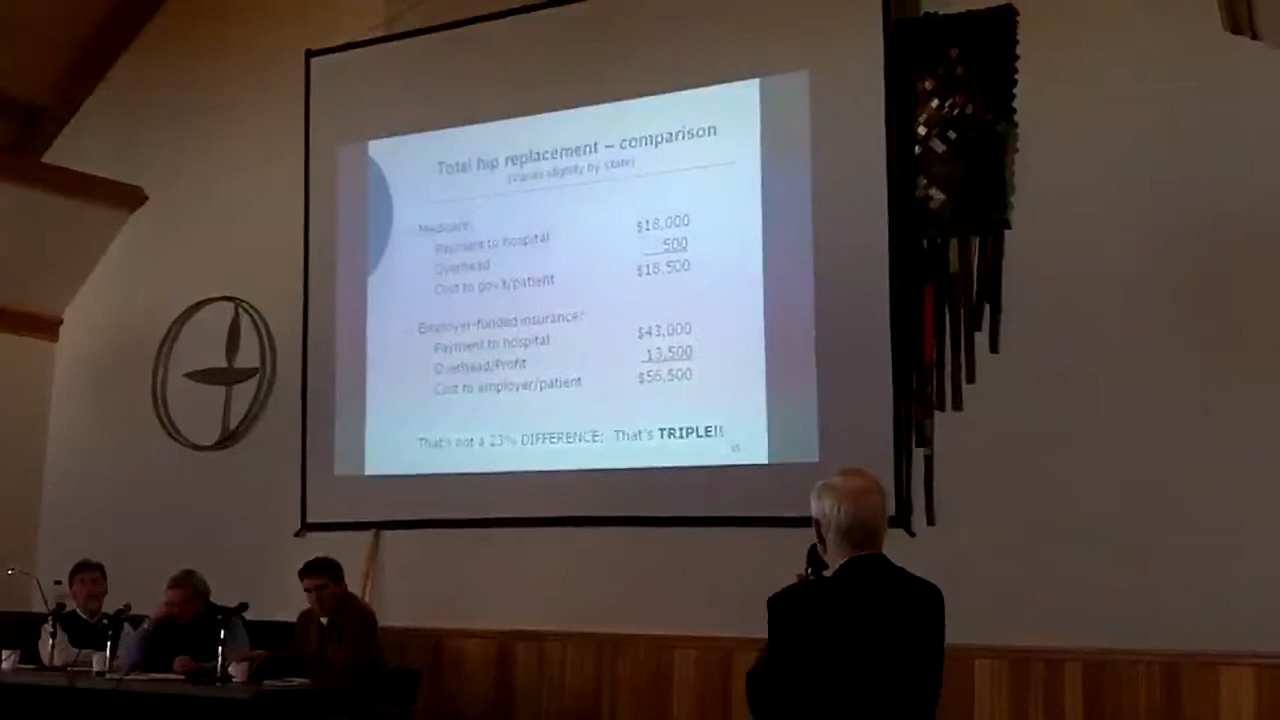 Total hip replacement – comparison
(Varies slightly by state)
Medicare:
Payment to hospital $18,000
Overhead 500
Cost to gov't/patient $18,500
Employer-funded insurance:
Payment to hospital $43,000
Overhead/Profit 13,500
Cost to employer/patient $56,500
That's not a 23% DIFFERENCE; That's TRIPLE!!